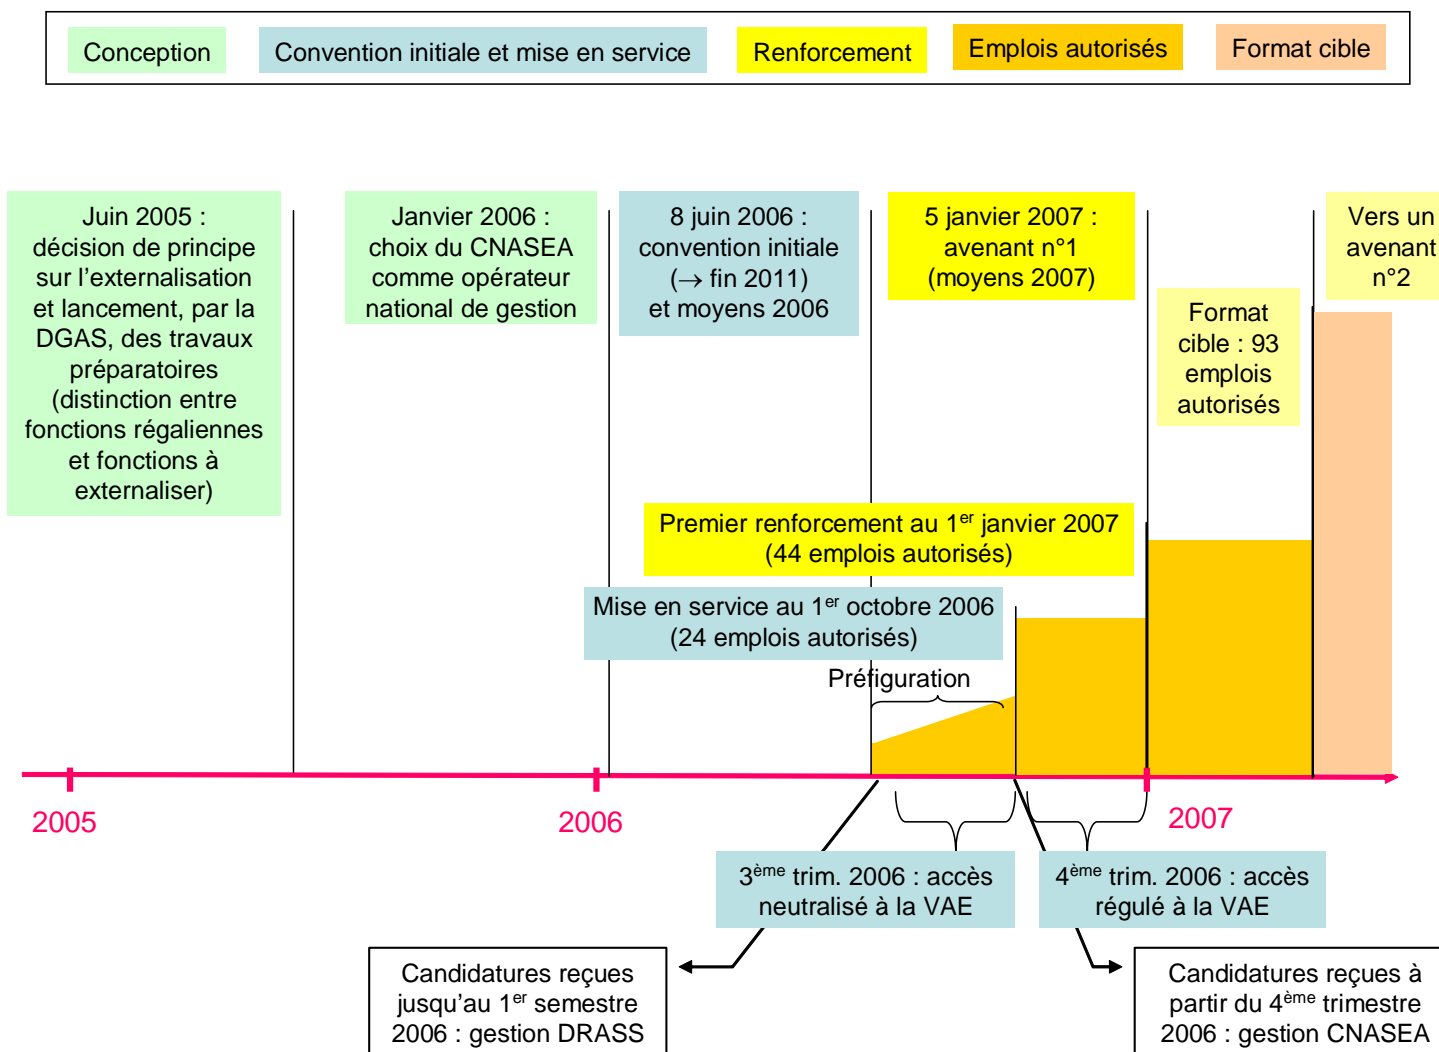 Conception
Convention initiale et mise en service
Renforcement
Emplois autorisés
Format cible
Juin 2005 :
décision de principe
sur l’externalisation
et lancement, par la
DGAS, des travaux
préparatoires
(distinction entre
fonctions régaliennes
et fonctions à
externaliser)
Janvier 2006 :
choix du CNASEA
comme opérateur
national de gestion
8 juin 2006 :
convention initiale
(→ fin 2011)
et moyens 2006
5 janvier 2007 :
avenant n°1
(moyens 2007)
Vers un
avenant
n°2
Format
cible : 93
emplois
autorisés
Premier renforcement au 1er janvier 2007
(44 emplois autorisés)
Mise en service au 1er octobre 2006
(24 emplois autorisés)
Préfiguration
2005
2006
2007
3ème trim. 2006 : accès
neutralisé à la VAE
4ème trim. 2006 : accès
régulé à la VAE
Candidatures reçues
jusqu’au 1er semestre
2006 : gestion DRASS
Candidatures reçues à
partir du 4ème trimestre
2006 : gestion CNASEA